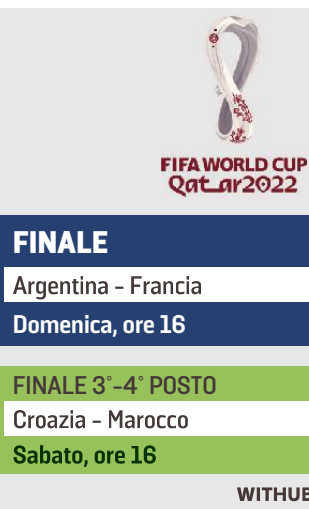 FIFA WORLD CUP
Qatar2022
FINALE
Argentina - Francia
Domenica, ore 16
FINALE 3°-4° POSTO
Croazia - Marocco
Sabato, ore 16
WITHUB